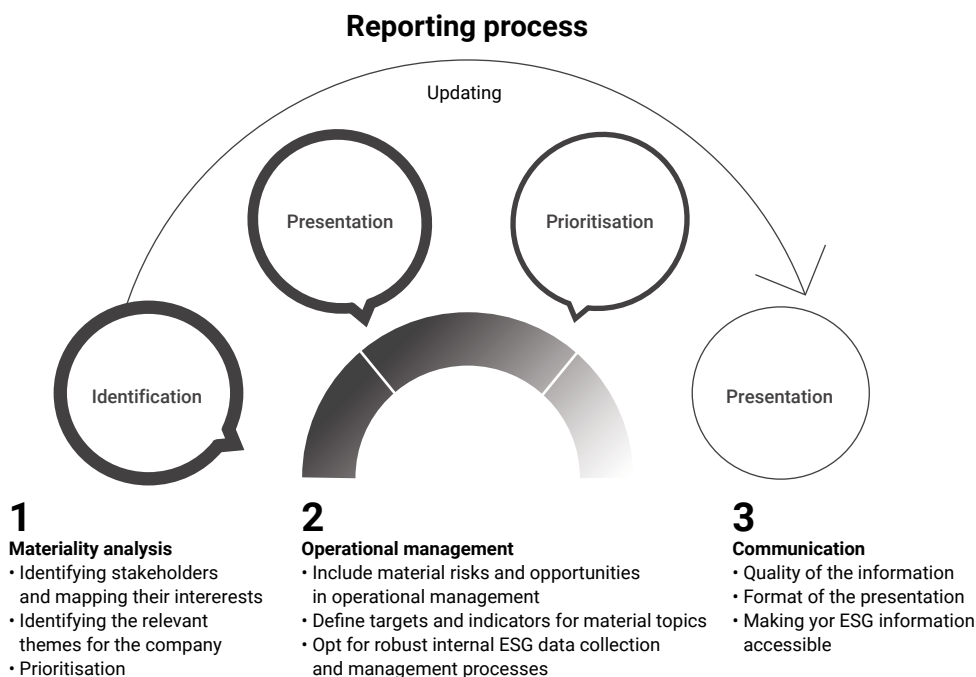 Reporting process
Updating
Presentation
Prioritisation
Identification
Presentation
1
Materiality analysis
• Identifying stakeholders
and mapping their intererests
• Identifying the relevant
themes for the company
• Prioritisation
2
Operational management
• Include material risks and opportunities
in operational management
• Define targets and indicators for material topics
• Opt for robust internal ESG data collection
and management processes
3
Communication
• Quality of the information
• Format of the presentation
• Making yor ESG information
accessible